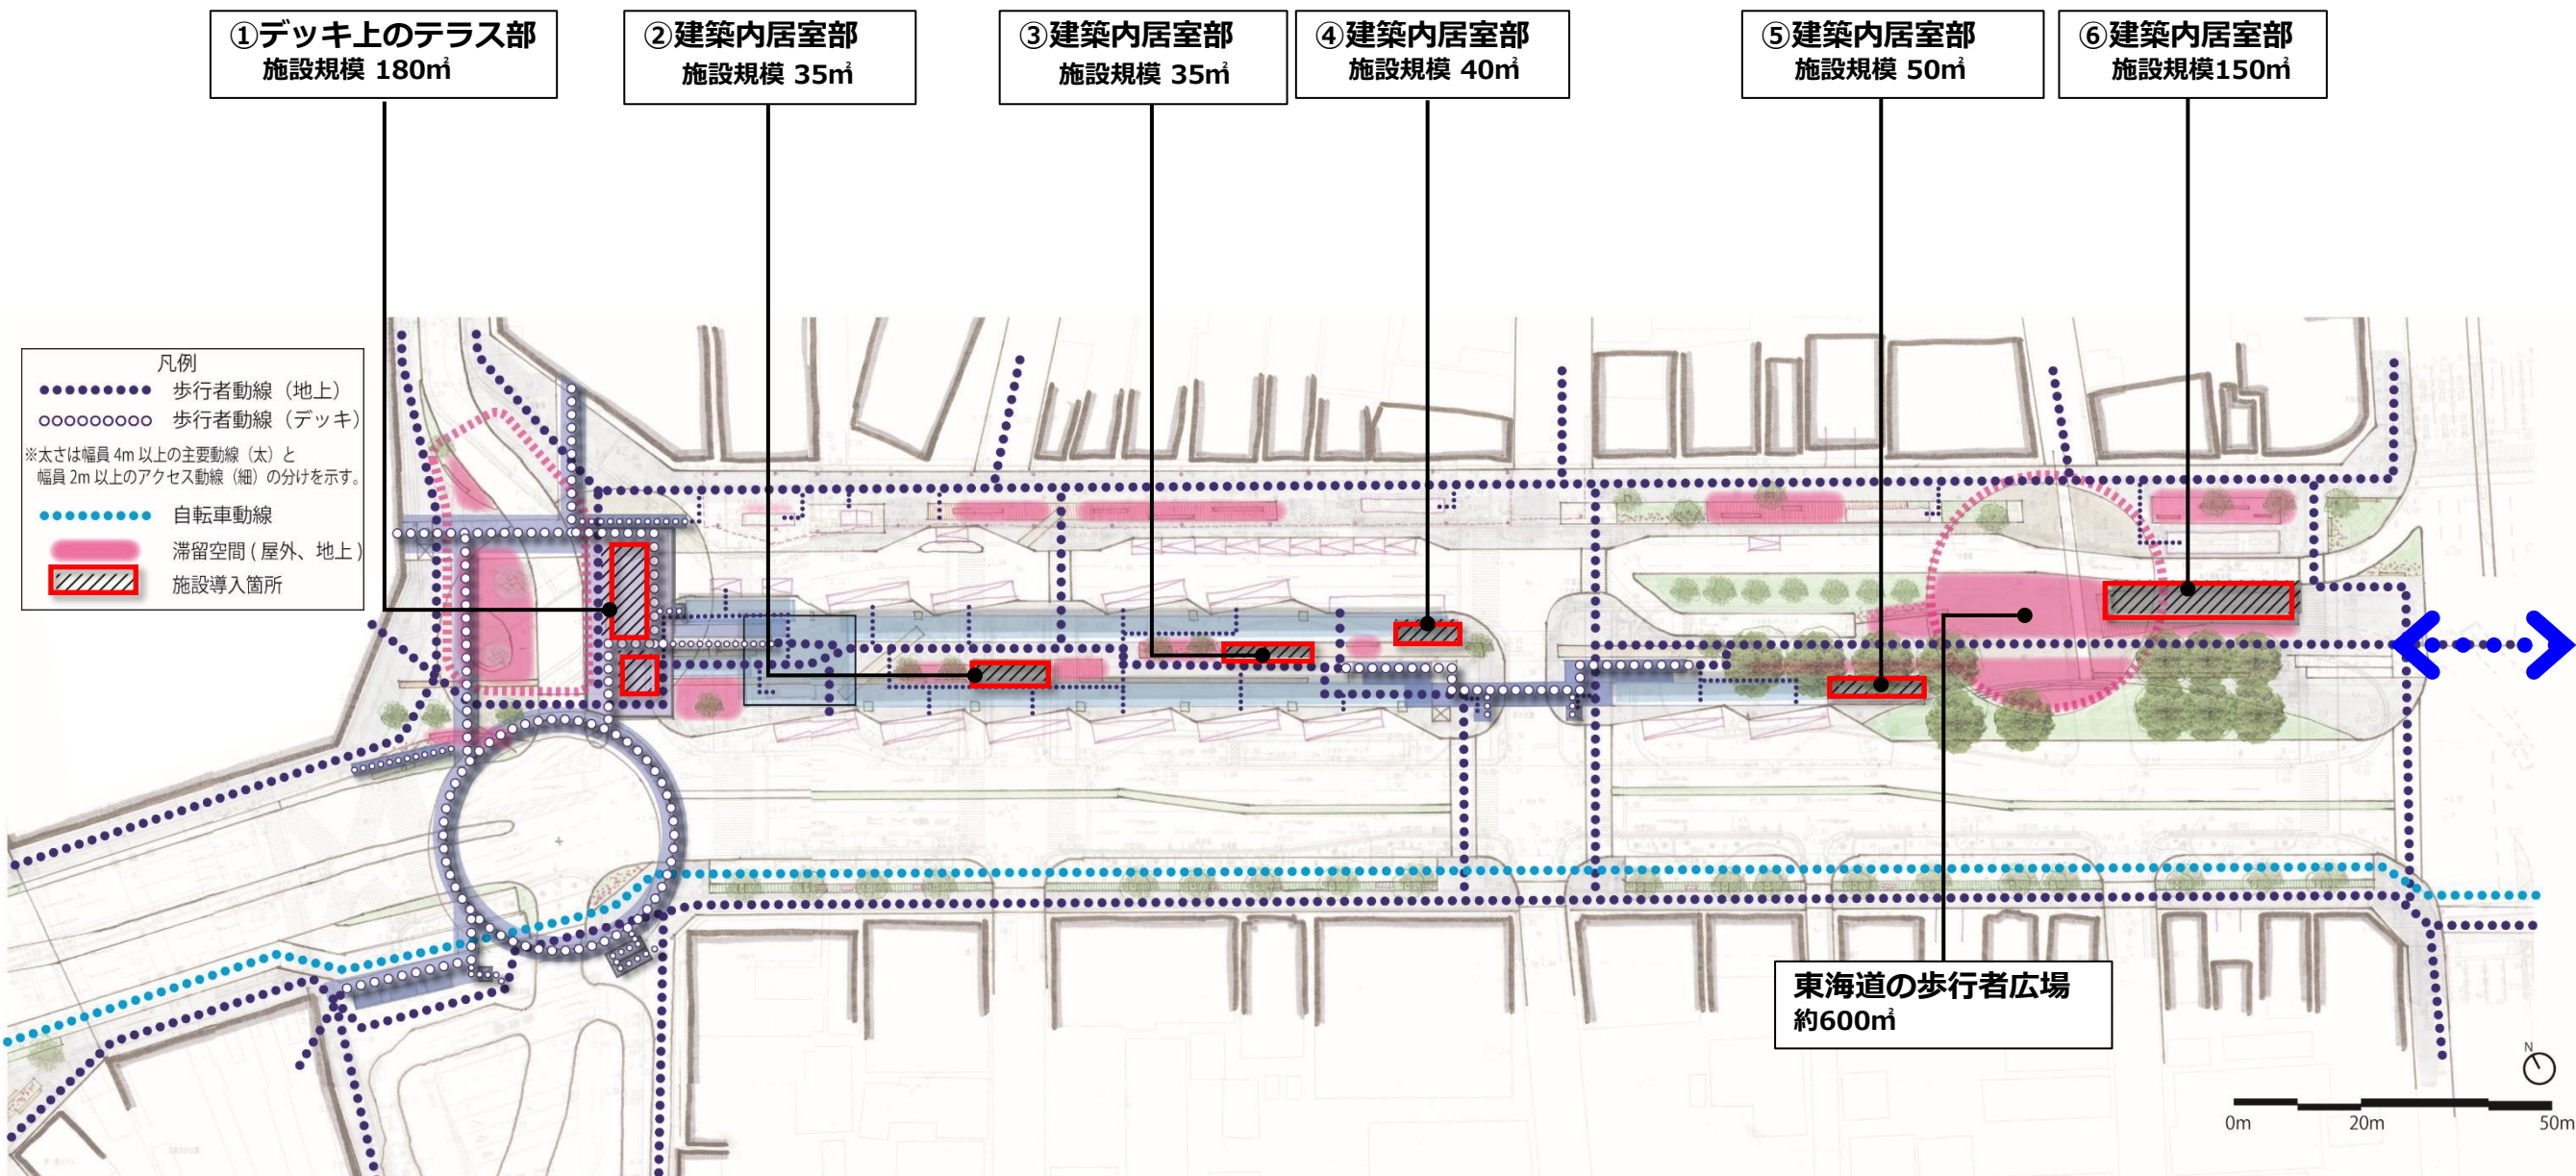 ①デッキ上のテラス部
施設規模 180㎡
②建築内居室部
施設規模 35㎡
③建築内居室部
施設規模 35㎡
④建築内居室部
施設規模 40㎡
⑤建築内居室部
施設規模 50㎡
⑥建築内居室部
施設規模150㎡
凡例
歩行者動線（地上）
歩行者動線（デッキ）
※太さは幅員 4m 以上の主要動線（太）と
幅員 2m 以上のアクセス動線（細）の分けを示す。
自転車動線
滞留空間 ( 屋外、地上 )
施設導入箇所
東海道の歩行者広場
約600㎡
N
0m 20m 50m